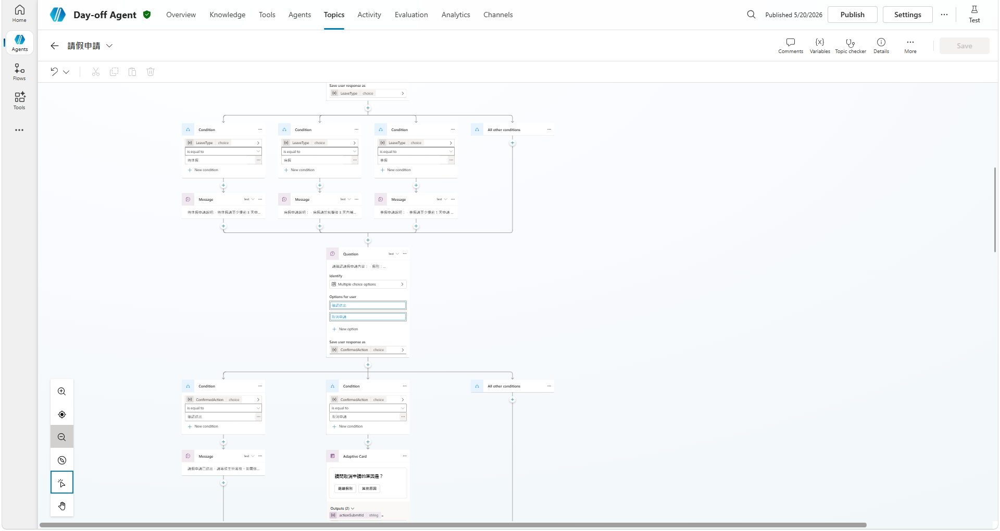 Home
Agents
Flows
Tools
Day-off Agent
Overview
Knowledge
Tools
Agents
Topics
Activity
Evaluation
Analytics
Channels
Published 5/20/2026
Publish
Settings
Test
請假申請
Comments
Variables
Topic checker
Details
More
Save
Save user response as
{x} LeaveType choice
Condition
{x} LeaveType choice
is equal to
特休假
New condition
Condition
{x} LeaveType choice
is equal to
病假
New condition
Condition
{x} LeaveType choice
is equal to
事假
New condition
All other conditions
Message Text
特休假申請說明: · 特休假請至少提前 3 天申...
Message Text
病假申請說明： · 病假請於就醫後 3 天內補...
Message Text
事假申請說明： · 事假請至少提前 1 天申請 ...
Question Text
請確認請假申請內容： · 假別：...
Identify
Multiple choice options
Options for user
確認送出
取消申請
New option
Save user response as
{x} ConfirmedAction choice
Condition
{x} ConfirmedAction choice
is equal to
確認送出
New condition
Condition
{x} ConfirmedAction choice
is equal to
取消申請
New condition
All other conditions
Message Text
請假申請已送出，請等候主管審核。如需修...
Adaptive Card
請問取消申請的原因是？
選錯假別
其他原因
Outputs (2)
{x} actionSubmitId string